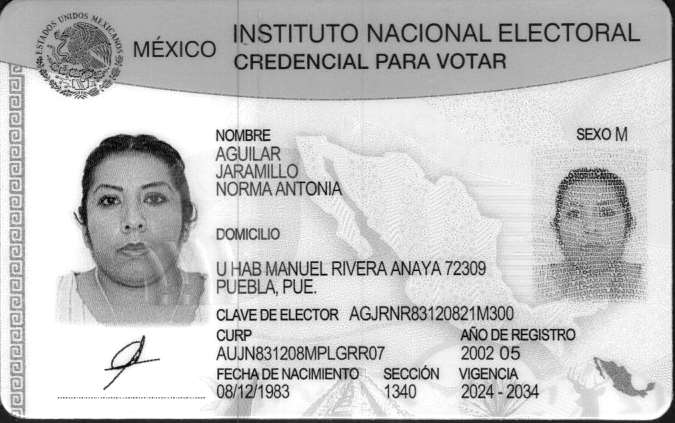 ESTADOS UNIDOS MEXICANOS
MÉXICO INSTITUTO NACIONAL ELECTORAL
CREDENCIAL PARA VOTAR
NOMBRE SEXO M
AGUILAR
JARAMILLO
NORMA ANTONIA
DOMICILIO
U HAB MANUEL RIVERA ANAYA 72309
PUEBLA, PUE.
CLAVE DE ELECTOR AGJRNR83120821M300
CURP AÑO DE REGISTRO
AUJN831208MPLGRR07 2002 05
FECHA DE NACIMIENTO SECCIÓN VIGENCIA
08/12/1983 1340 2024 - 2034